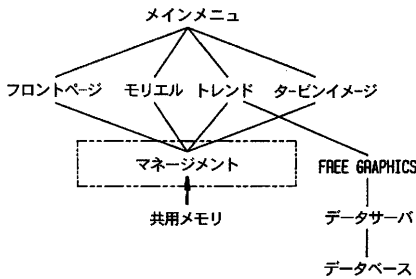 メインメニュ
フロントページ モリエル トレンド タービンイメージ
マネージメント FREE GRAPHICS
共用メモリ データサーバ
データベース